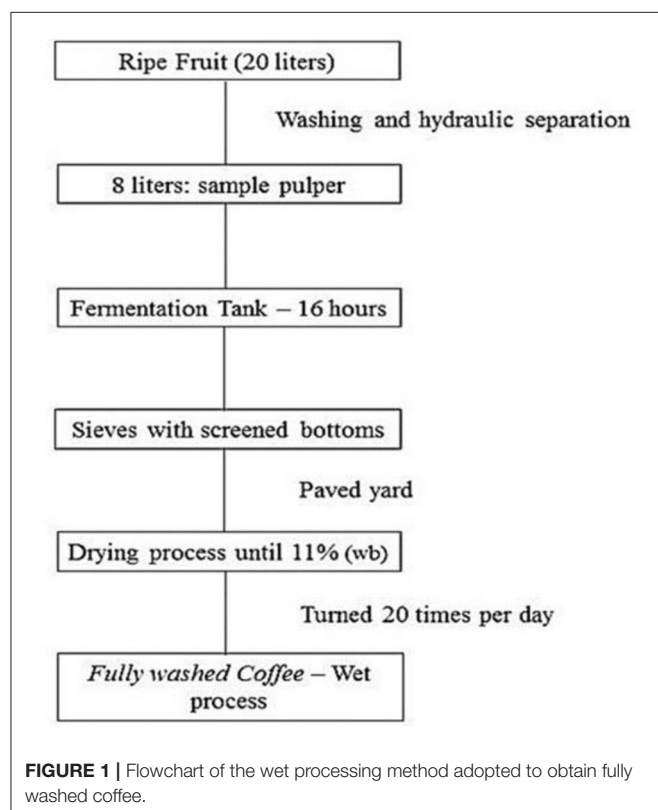 Ripe Fruit (20 liters)
Washing and hydraulic separation
8 liters: sample pulper
Fermentation Tank – 16 hours
Sieves with screened bottoms
Paved yard
Drying process until 11% (wb)
Turned 20 times per day
Fully washed Coffee – Wet
process
FIGURE 1 | Flowchart of the wet processing method adopted to obtain fully
washed coffee.